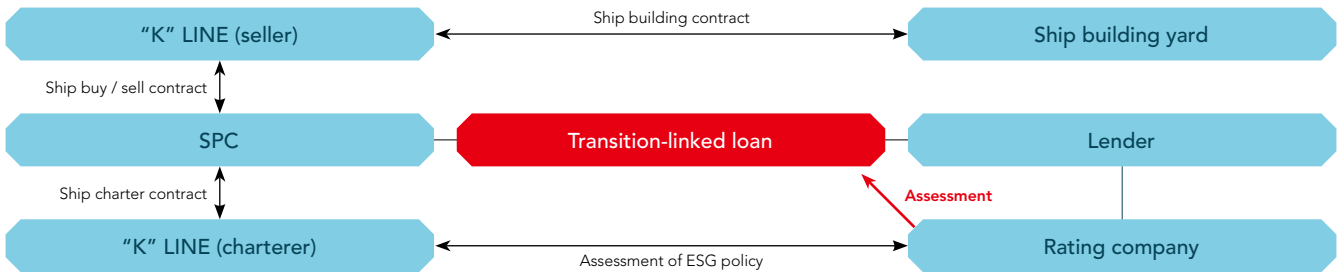 “K” LINE (seller)
Ship building contract
Ship building yard
Ship buy / sell contract
SPC
Transition-linked loan
Lender
Ship charter contract
Assessment
“K” LINE (charterer)
Assessment of ESG policy
Rating company